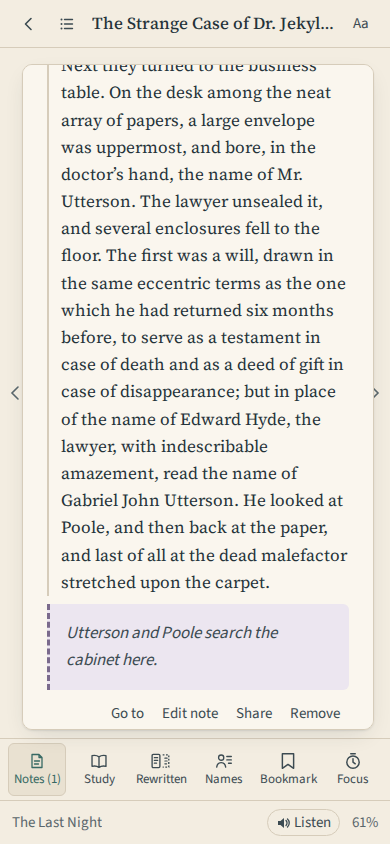 The Strange Case of Dr. Jekyl...
Aa
Next they turned to the business
table. On the desk among the neat
array of papers, a large envelope
was uppermost, and bore, in the
doctor’s hand, the name of Mr.
Utterson. The lawyer unsealed it,
and several enclosures fell to the
floor. The first was a will, drawn in
the same eccentric terms as the one
which he had returned six months
before, to serve as a testament in
case of death and as a deed of gift in
case of disappearance; but in place
of the name of Edward Hyde, the
lawyer, with indescribable
amazement, read the name of
Gabriel John Utterson. He looked at
Poole, and then back at the paper,
and last of all at the dead malefactor
stretched upon the carpet.
Utterson and Poole search the
cabinet here.
Go to Edit note Share Remove
Notes (1) Study Rewritten Names Bookmark Focus
The Last Night Listen 61%